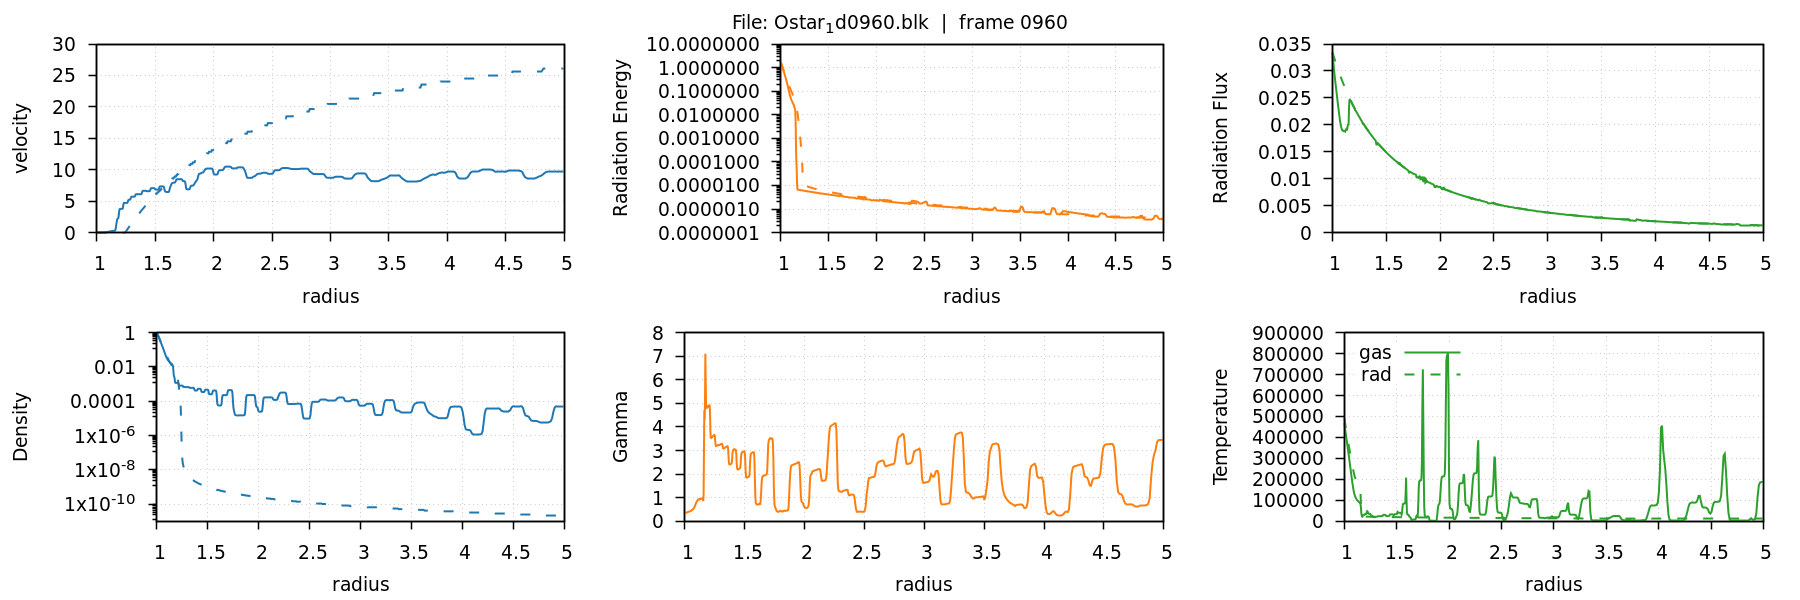 File: Ostar1d0960.blk | frame 0960
velocity
30
25
20
15
10
5
0
1 1.5 2 2.5 3 3.5 4 4.5 5
radius
Radiation Energy
10.0000000
1.0000000
0.1000000
0.0100000
0.0010000
0.0001000
0.0000100
0.0000010
0.0000001
1 1.5 2 2.5 3 3.5 4 4.5 5
radius
Radiation Flux
0.035
0.03
0.025
0.02
0.015
0.01
0.005
0
1 1.5 2 2.5 3 3.5 4 4.5 5
radius
Density
1
0.01
0.0001
1x10-6
1x10-8
1x10-10
1 1.5 2 2.5 3 3.5 4 4.5 5
radius
Gamma
8
7
6
5
4
3
2
1
0
1 1.5 2 2.5 3 3.5 4 4.5 5
radius
Temperature
900000
800000
700000
600000
500000
400000
300000
200000
100000
0
gas
rad
1 1.5 2 2.5 3 3.5 4 4.5 5
radius